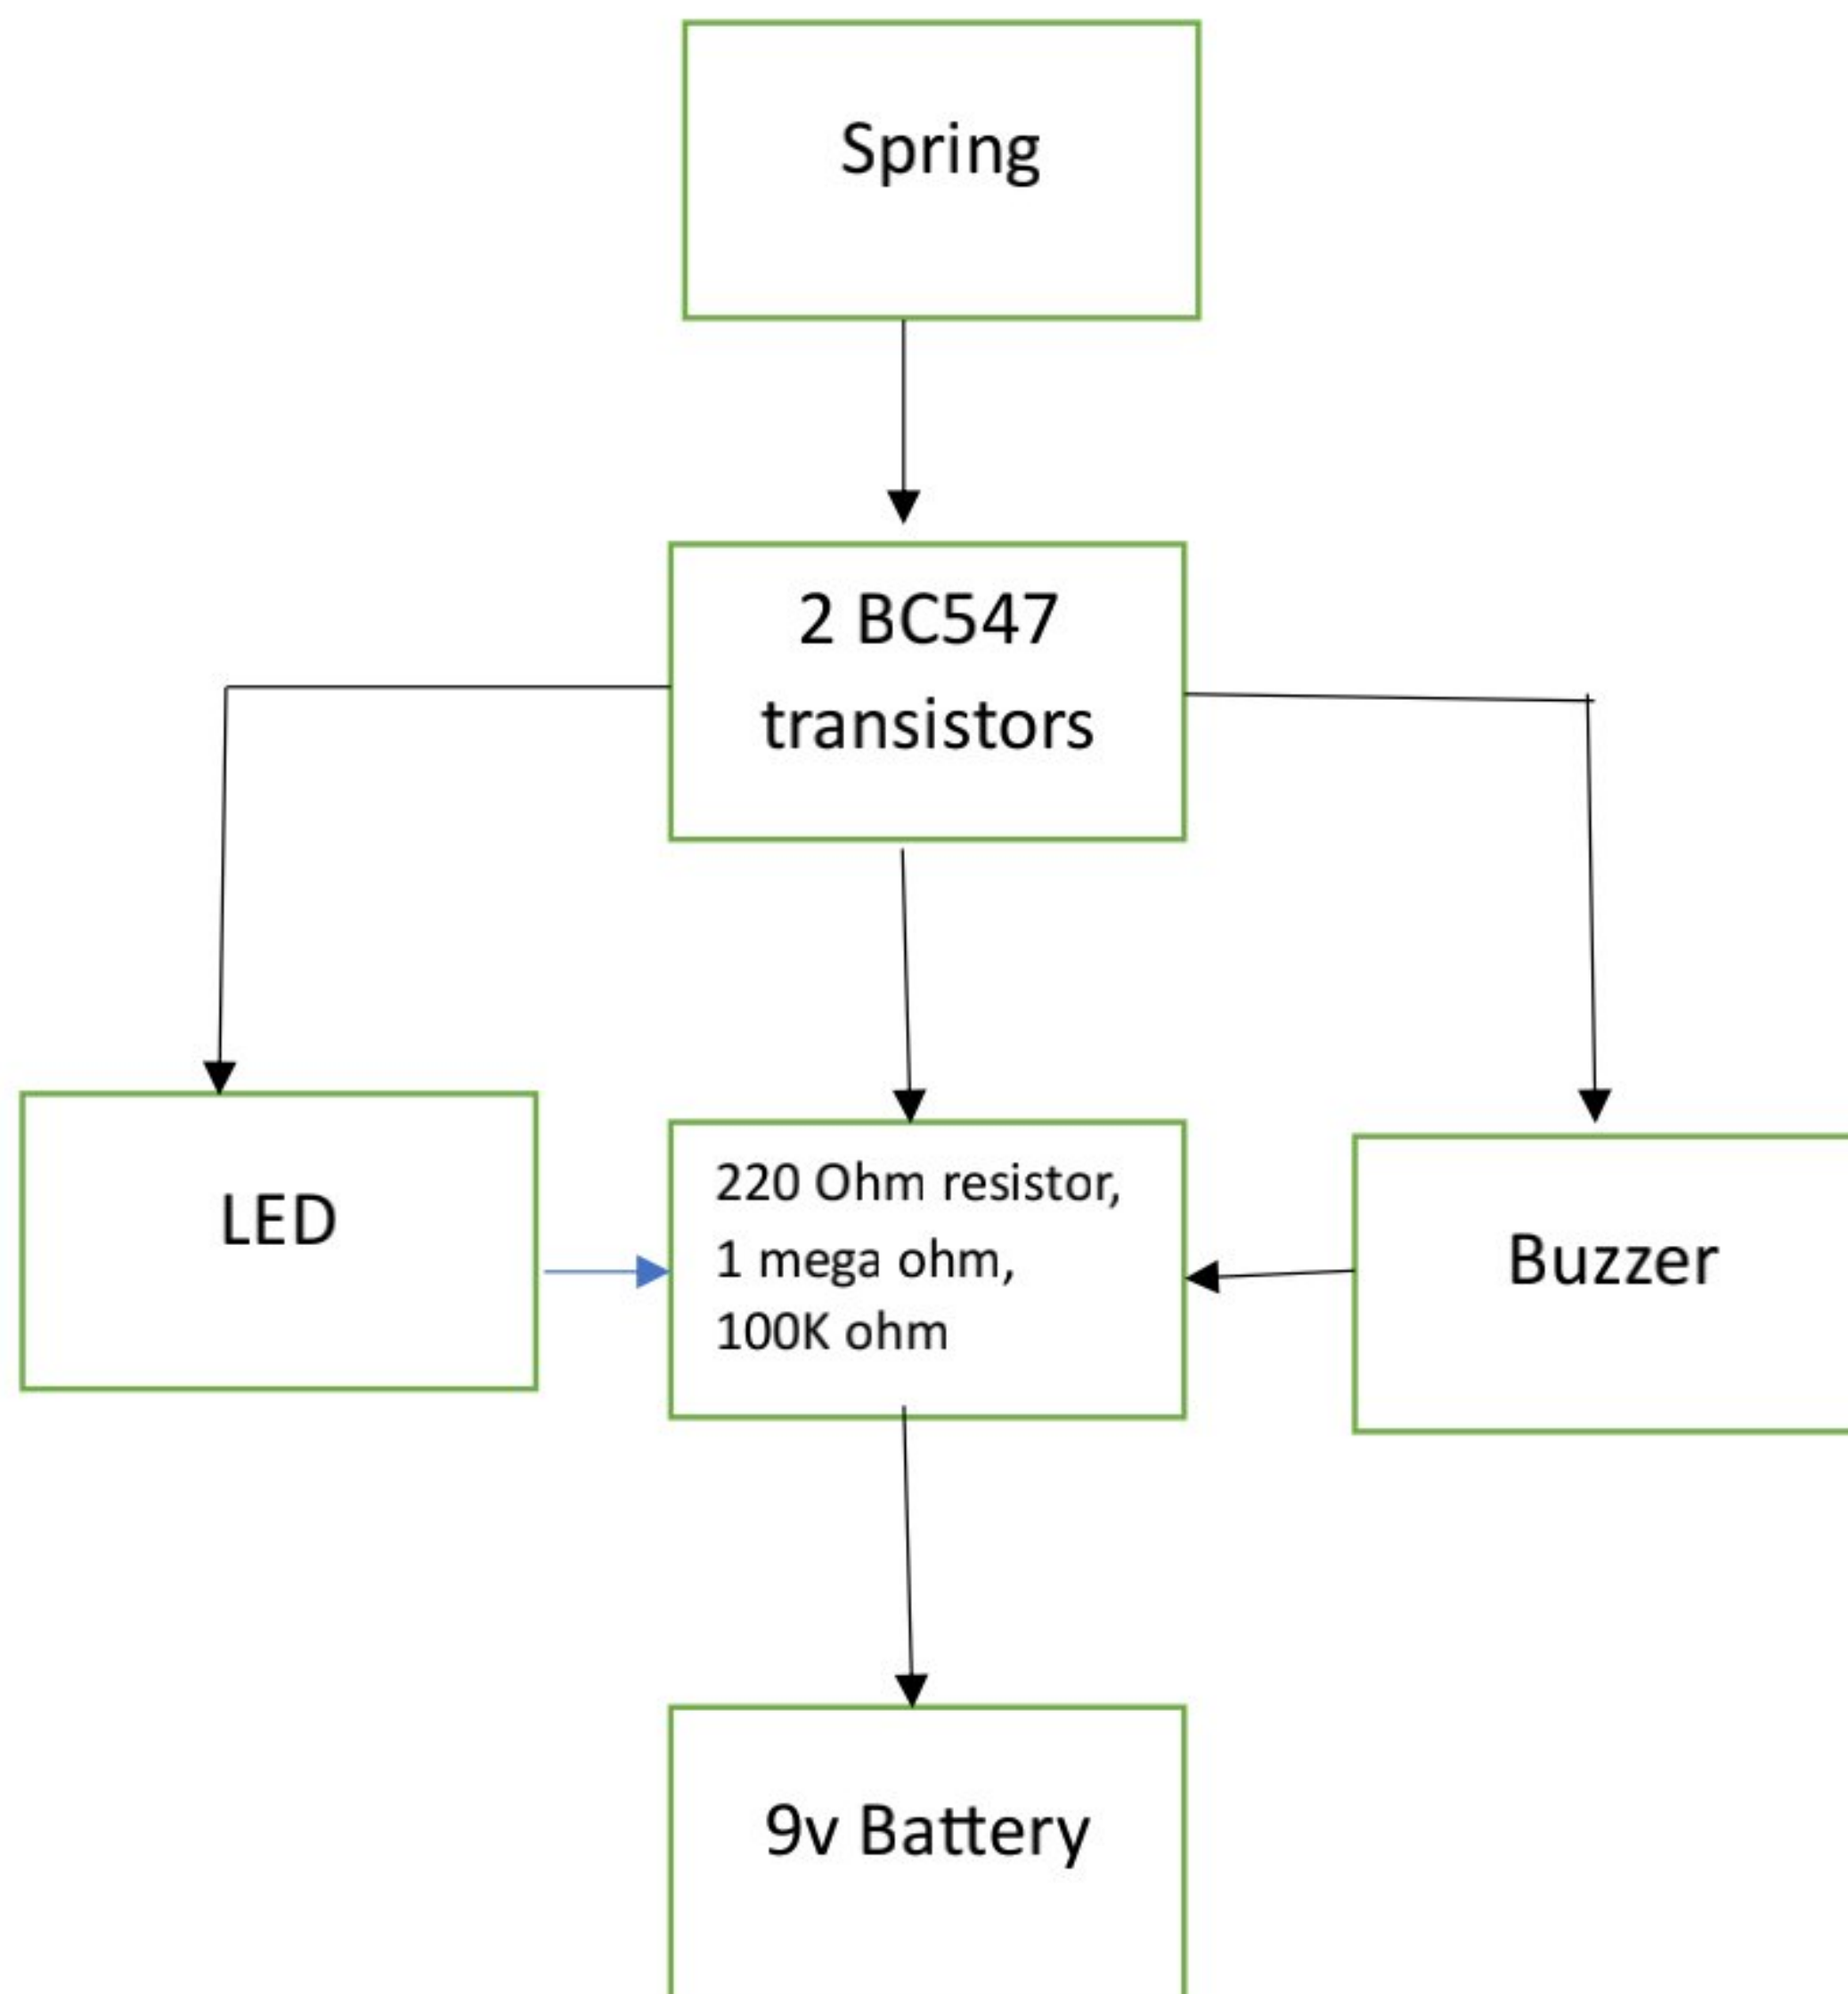 Spring
2 BC547
transistors
LED
220 Ohm resistor,
1 mega ohm,
100K ohm
Buzzer
9v Battery